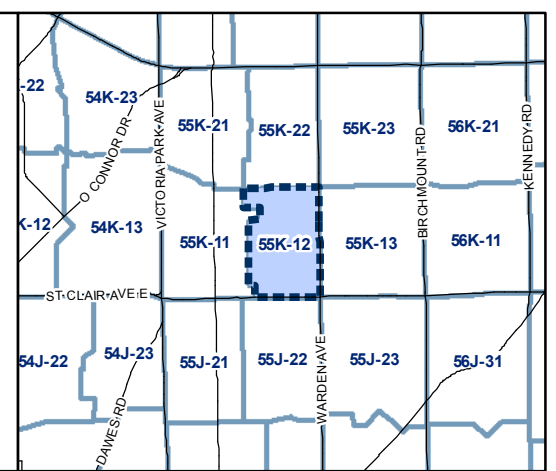 -22
54K-23
O CONNOR DR
VICTORIA PARK AVE
55K-21
55K-22
55K-23
BIRCHMOUNT RD
56K-21
KENNEDY RD
K-12
54K-13
55K-11
55K-12
55K-13
56K-11
ST CLAIR AVE E
54J-22
54J-23
55J-21
55J-22
WARDEN AVE
55J-23
56J-31
DAWES RD